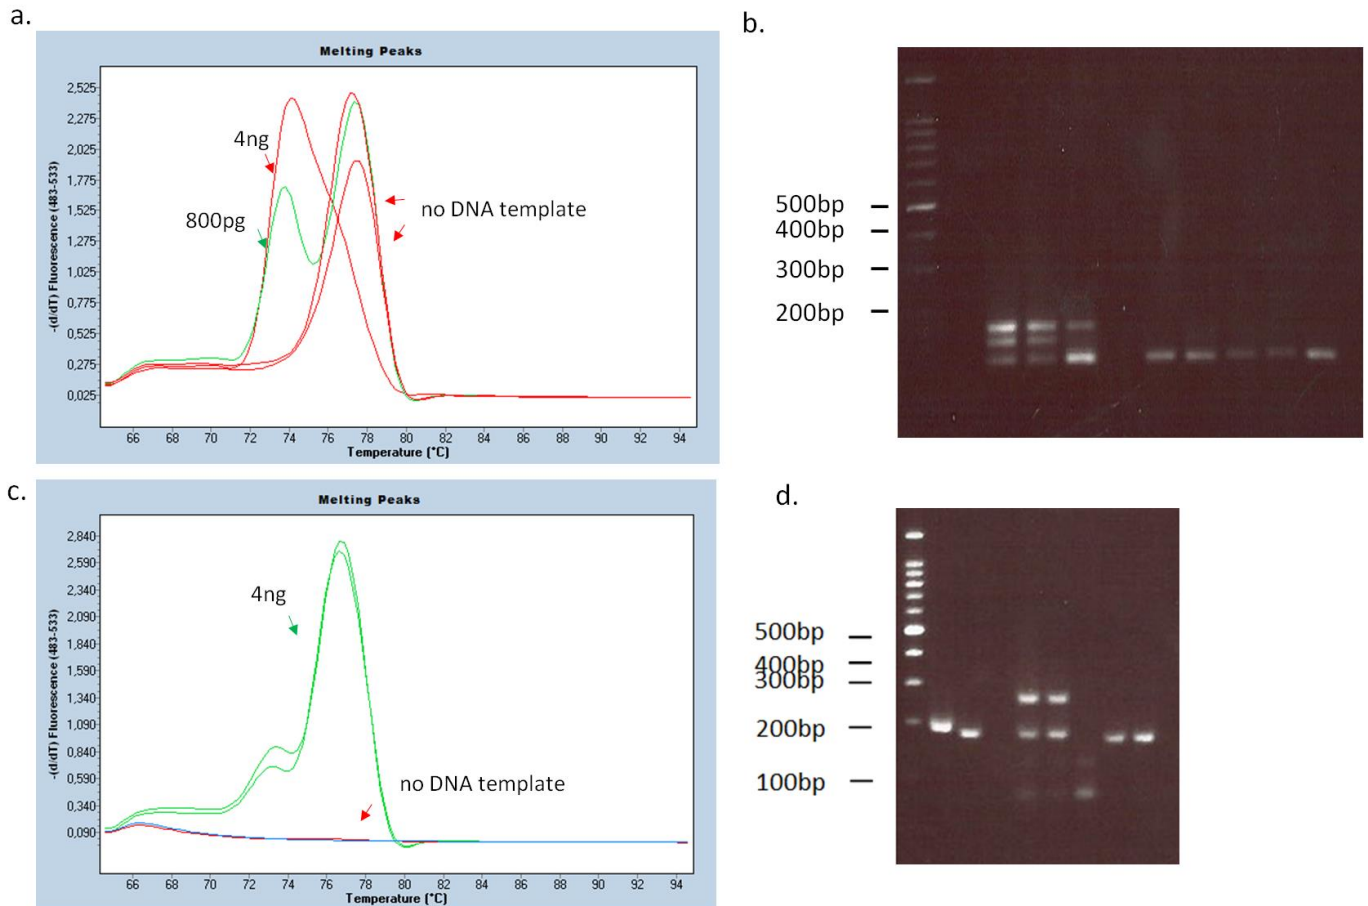 a.
Melting Peaks
-(d/dT) Fluorescence (483-533)
2,525
2,275
2,025
1,775
1,525
1,275
1,025
0,775
0,525
0,275
0,025
4ng
800pg
no DNA template
66 68 70 72 74 76 78 80 82 84 86 88 90 92 94
Temperature (°C)
b.
500bp
400bp
300bp
200bp
c.
Melting Peaks
-(d/dT) Fluorescence (483-533)
2,840
2,590
2,340
2,090
1,840
1,590
1,340
1,090
0,840
0,590
0,340
0,090
4ng
no DNA template
66 68 70 72 74 76 78 80 82 84 86 88 90 92 94
Temperature (°C)
d.
500bp
400bp
300bp
200bp
100bp